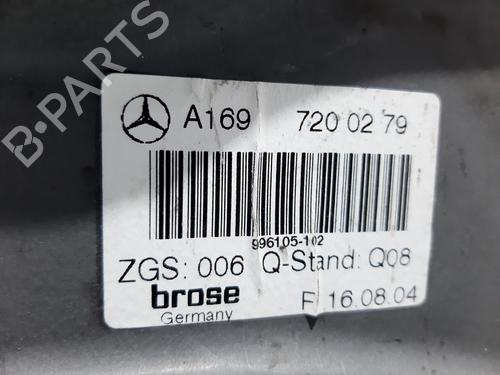 B-PARTS
A169 720 02 79
996105-102
ZGS: 006 Q-Stand: Q08
brose F 16.08.04
Germany